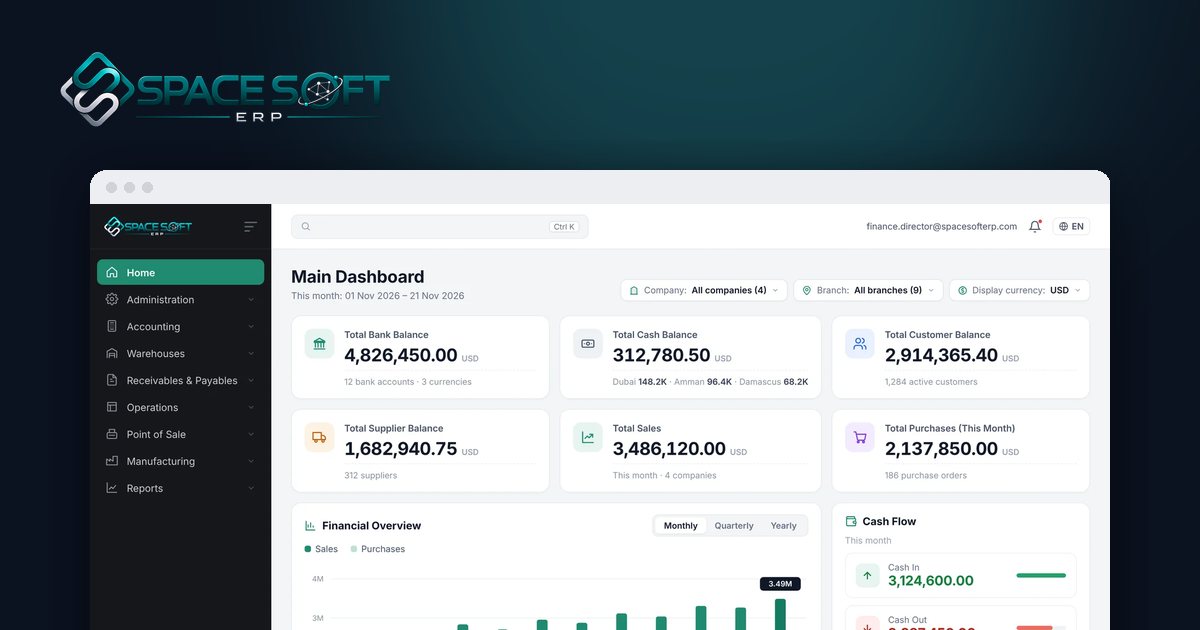 SPACE SOFT
ERP
SPACE SOFT
ERP
Ctrl K
finance.director@spacesofterp.com
EN
Home
Administration
Accounting
Warehouses
Receivables & Payables
Operations
Point of Sale
Manufacturing
Reports
Main Dashboard
This month: 01 Nov 2026 – 21 Nov 2026
Company: All companies (4)
Branch: All branches (9)
Display currency: USD
Total Bank Balance
4,826,450.00 USD
12 bank accounts · 3 currencies
Total Cash Balance
312,780.50 USD
Dubai 148.2K · Amman 96.4K · Damascus 68.2K
Total Customer Balance
2,914,365.40 USD
1,284 active customers
Total Supplier Balance
1,682,940.75 USD
312 suppliers
Total Sales
3,486,120.00 USD
This month · 4 companies
Total Purchases (This Month)
2,137,850.00 USD
186 purchase orders
Financial Overview
Monthly Quarterly Yearly
Sales Purchases
4M
3.49M
3M
Cash Flow
This month
Cash In
3,124,600.00
Cash Out